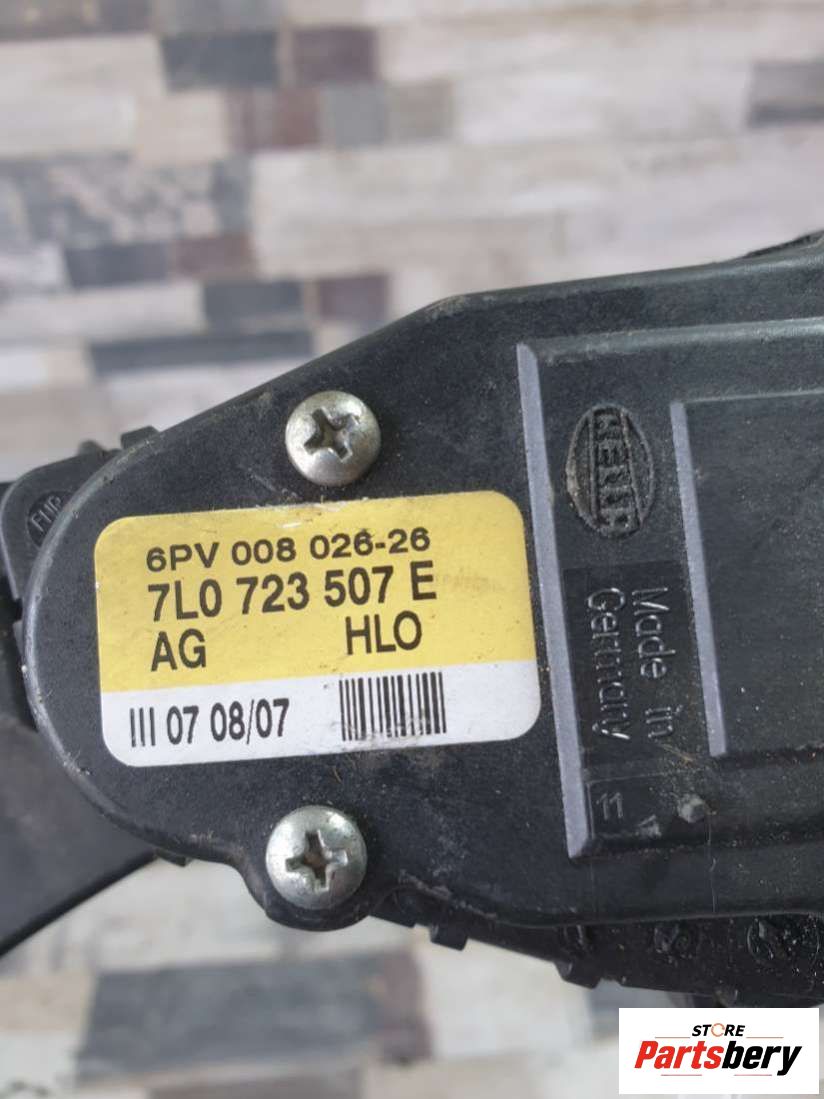 6PV 008 026-26
7L0 723 507 E
AG HLO
III 07 08/07
HELLA
Made in
Germany
11
STORE
Partsbery